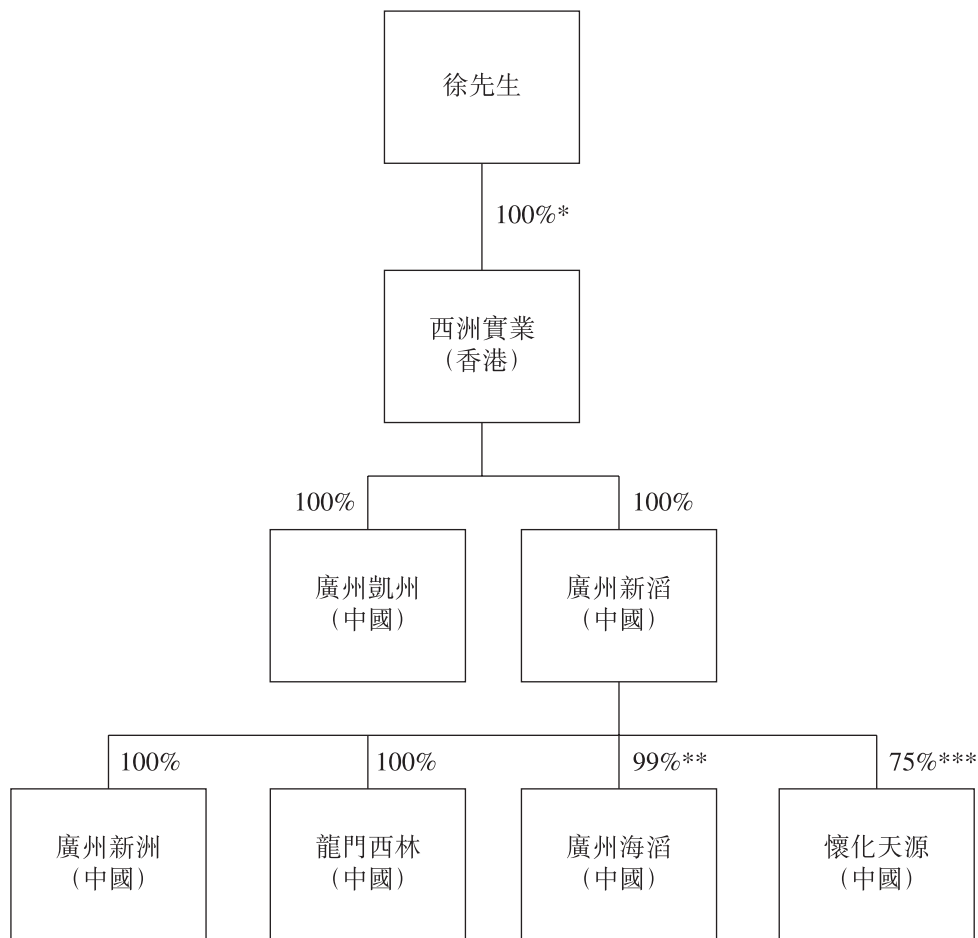 徐先生
100%*
西洲實業
（香港）
100%
100%
廣州凱州
（中國）
廣州新滔
（中國）
100%
100%
99%**
75%***
廣州新洲
（中國）
龍門西林
（中國）
廣州海滔
（中國）
懷化天源
（中國）